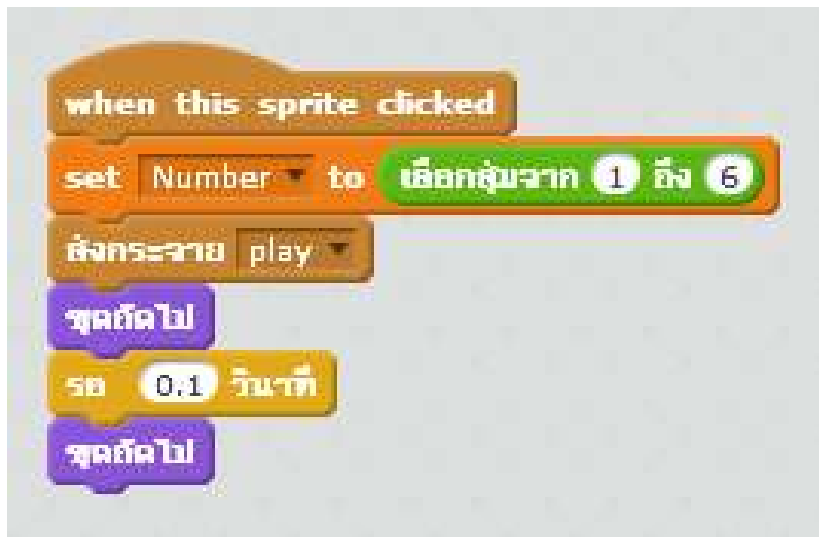 when this sprite clicked
set Number to เลือกสุ่มจาก 1 ถึง 6
ส่งกระจาย play
ชุดถัดไป
รอ 0.1 วินาที
ชุดถัดไป